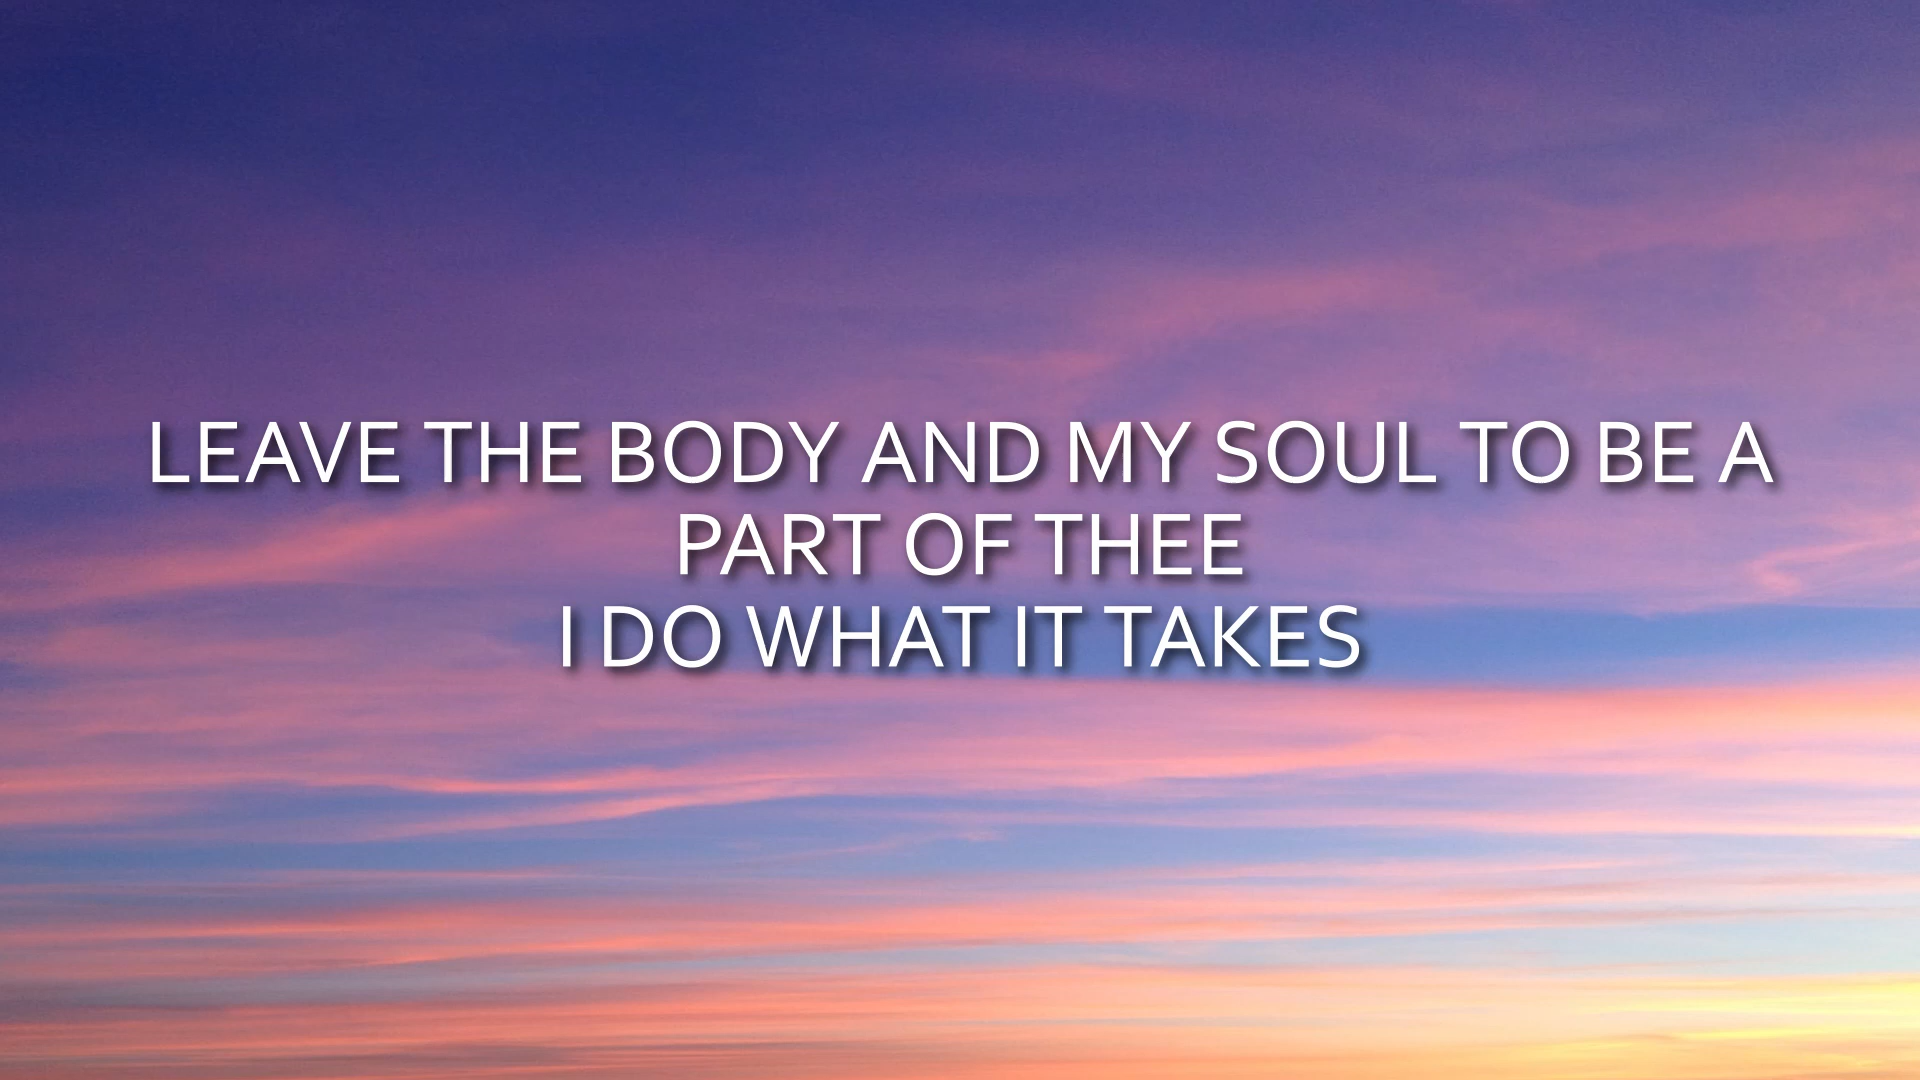 LEAVE THE BODY AND MY SOUL TO BE A
PART OF THEE
I DO WHAT IT TAKES